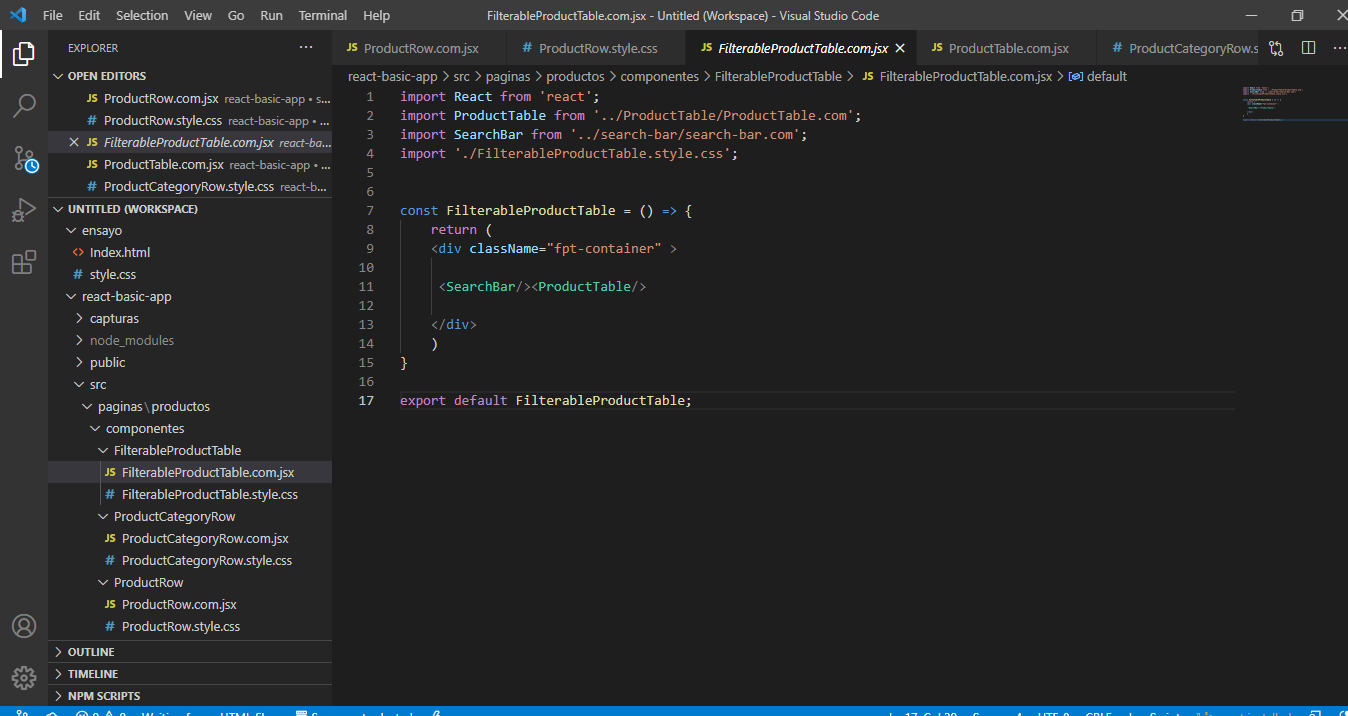 File Edit Selection View Go Run Terminal Help FilterableProductTable.com.jsx - Untitled (Workspace) - Visual Studio Code
EXPLORER ···
JS ProductRow.com.jsx # ProductRow.style.css JS FilterableProductTable.com.jsx JS ProductTable.com.jsx # ProductCategoryRow.s
OPEN EDITORS
JS ProductRow.com.jsx react-basic-app • s...
# ProductRow.style.css react-basic-app • ...
JS FilterableProductTable.com.jsx react-ba...
JS ProductTable.com.jsx react-basic-app • ...
# ProductCategoryRow.style.css react-b...
UNTITLED (WORKSPACE)
ensayo
<> Index.html
# style.css
react-basic-app
capturas
node_modules
public
src
paginas\productos
componentes
FilterableProductTable
JS FilterableProductTable.com.jsx
# FilterableProductTable.style.css
ProductCategoryRow
JS ProductCategoryRow.com.jsx
# ProductCategoryRow.style.css
ProductRow
JS ProductRow.com.jsx
# ProductRow.style.css
OUTLINE
TIMELINE
NPM SCRIPTS
react-basic-app > src > paginas > productos > componentes > FilterableProductTable > JS FilterableProductTable.com.jsx > default
1 import React from 'react';
2 import ProductTable from '../ProductTable/ProductTable.com';
3 import SearchBar from '../search-bar/search-bar.com';
4 import './FilterableProductTable.style.css';
5
6
7 const FilterableProductTable = () => {
8 return (
9 <div className="fpt-container" >
10
11 <SearchBar/><ProductTable/>
12
13 </div>
14 )
15 }
16
17 export default FilterableProductTable;